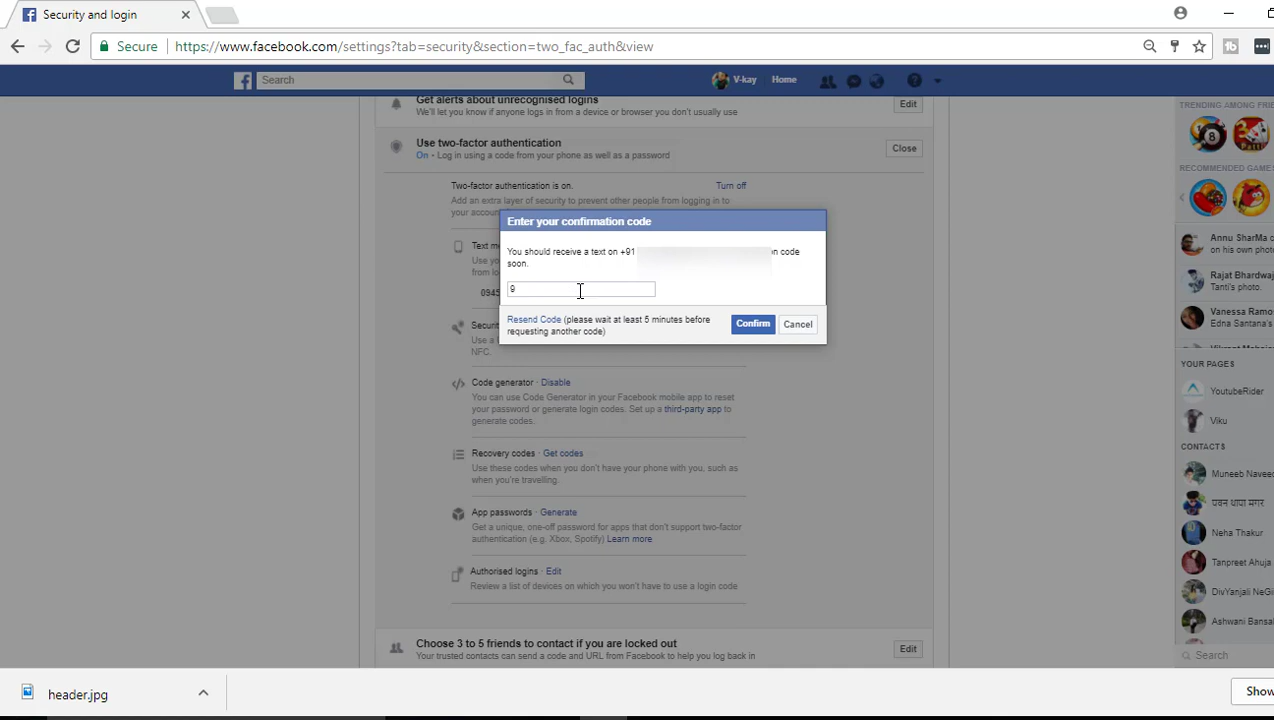 Security and login
Secure
https://www.facebook.com/settings?tab=security&section=two_fac_auth&view
Search
V-kay
Home
Get alerts about unrecognised logins
We'll let you know if anyone logs in from a device or browser you don't usually use
Edit
Use two-factor authentication
On · Log in using a code from your phone as well as a password
Close
Two-factor authentication is on.
Turn off
Add an extra layer of security to prevent other people from logging in to
your
Enter your confirmation code
You should receive a text on +91
code
soon.
9
Resend Code (please wait at least 5 minutes before
requesting another code)
Confirm
Cancel
Text
Use
from
Use a
NFC.
Code generator · Disable
You can use Code Generator in your Facebook mobile app to reset
your password or generate login codes. Set up a third-party app to
generate codes.
Recovery codes · Get codes
Use these codes when you don't have your phone with you, such as
when you're travelling.
App passwords · Generate
Get a unique, one-off password for apps that don't support two-factor
authentication (e.g. Xbox, Spotify) Learn more
Authorised logins · Edit
Review a list of devices on which you won't have to use a login code
Choose 3 to 5 friends to contact if you are locked out
Your trusted contacts can send a code and URL from Facebook to help you log back in
Edit
TRENDING AMONG FRIE
RECOMMENDED GAMES
Annu SharMa
on his own photo
Rajat Bhardwaj
Tanti's photo.
Vanessa Ramos
Edna Santana's
YOUR PAGES
YoutubeRider
Viku
CONTACTS
Muneeb Naveed
पवन थापा मगर
Neha Thakur
Tanpreet Ahuja
DivYanjali NeGi
Ashwani Bansal
Search
header.jpg
Show